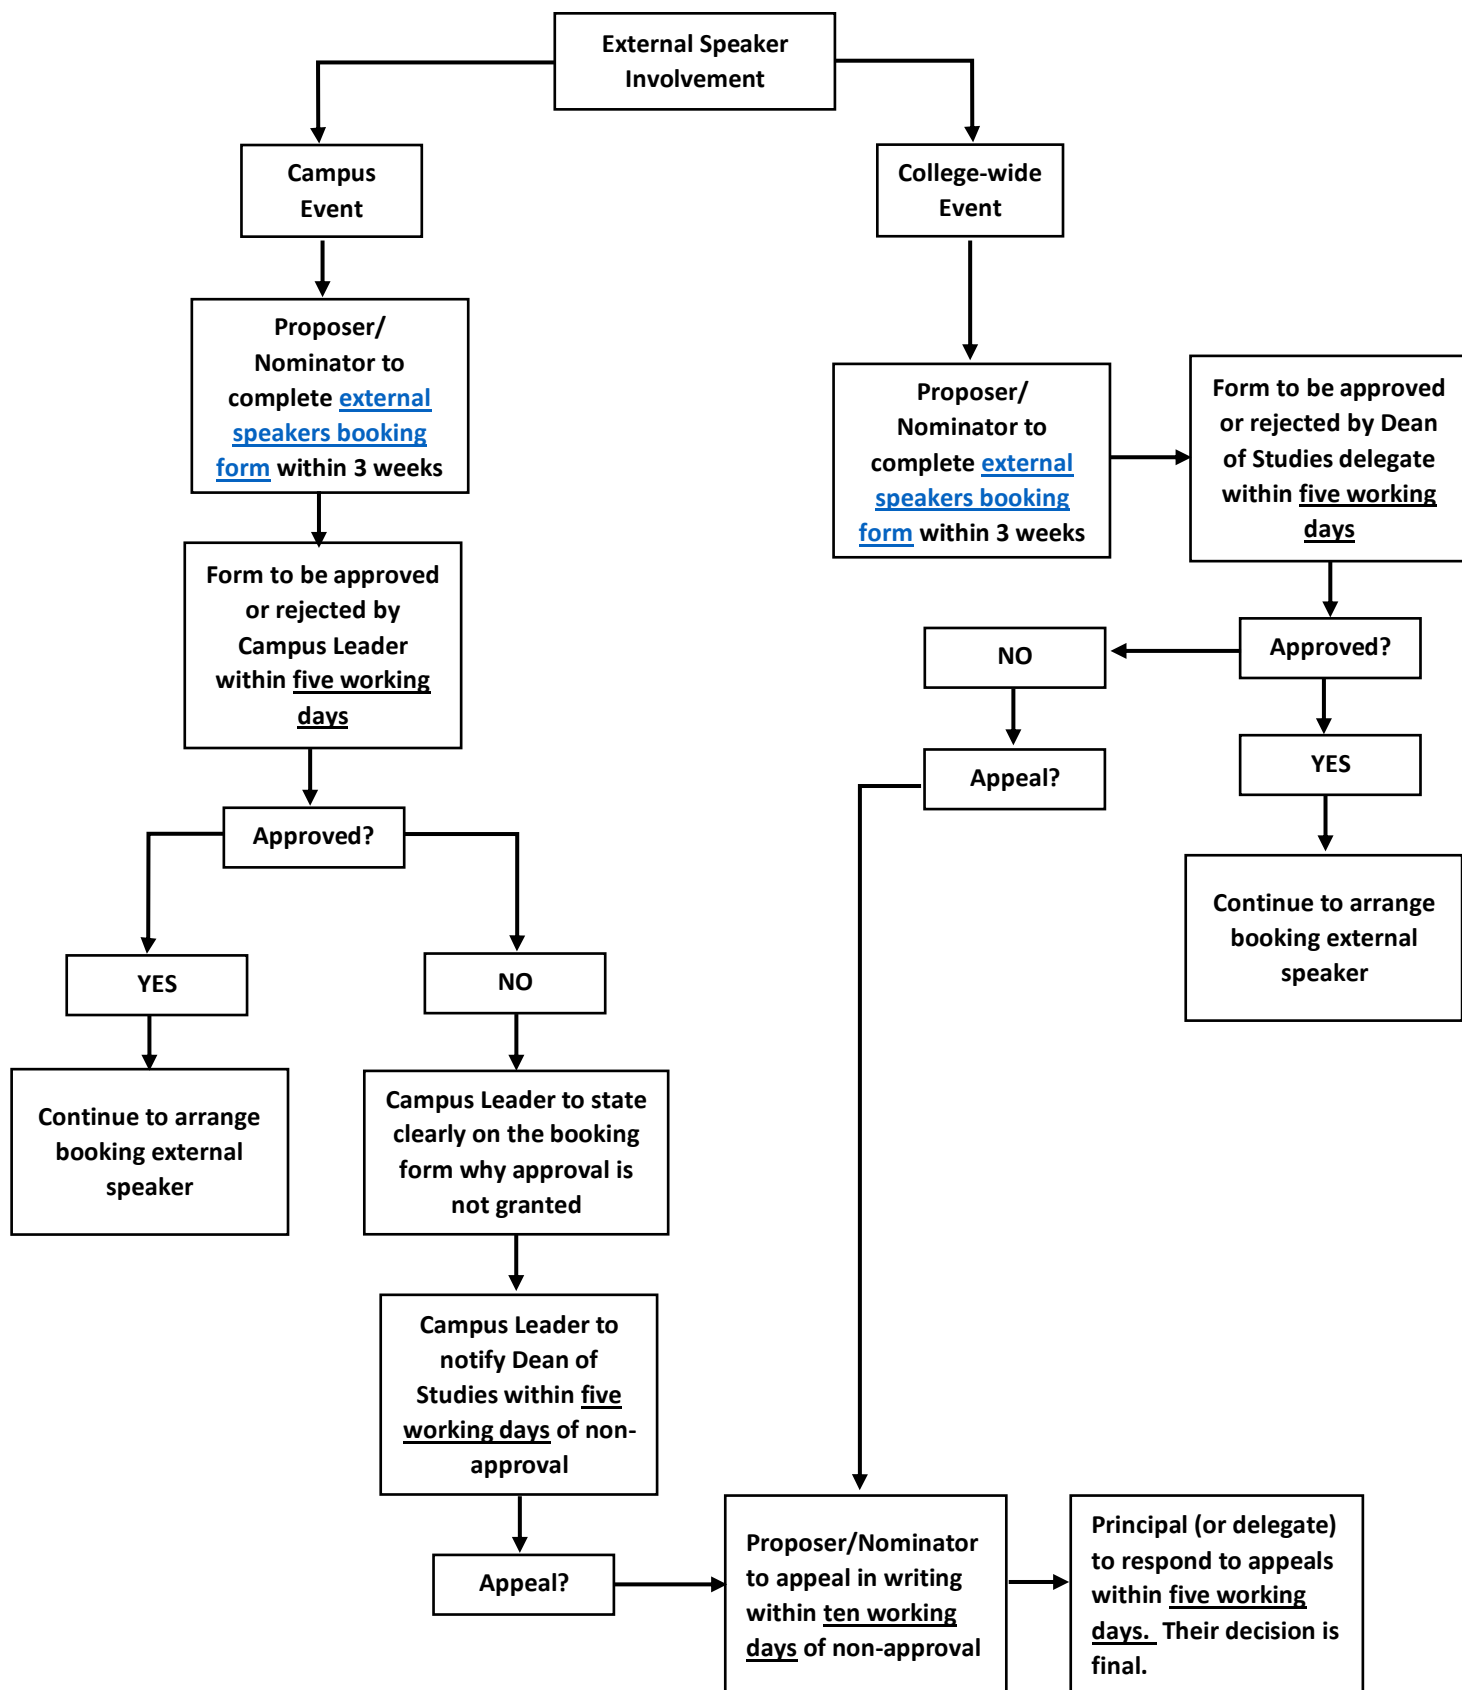 External Speaker
Involvement
Campus
Event
College-wide
Event
Proposer/
Nominator to
complete external
speakers booking
form within 3 weeks
Proposer/
Nominator to
complete external
speakers booking
form within 3 weeks
Form to be approved
or rejected by Dean
of Studies delegate
within five working
days
Form to be approved
or rejected by
Campus Leader
within five working
days
NO
Approved?
Appeal?
YES
Approved?
Continue to arrange
booking external
speaker
YES
NO
Continue to arrange
booking external
speaker
Campus Leader to state
clearly on the booking
form why approval is
not granted
Campus Leader to
notify Dean of
Studies within five
working days of non-
approval
Appeal?
Proposer/Nominator
to appeal in writing
within ten working
days of non-approval
Principal (or delegate)
to respond to appeals
within five working
days. Their decision is
final.